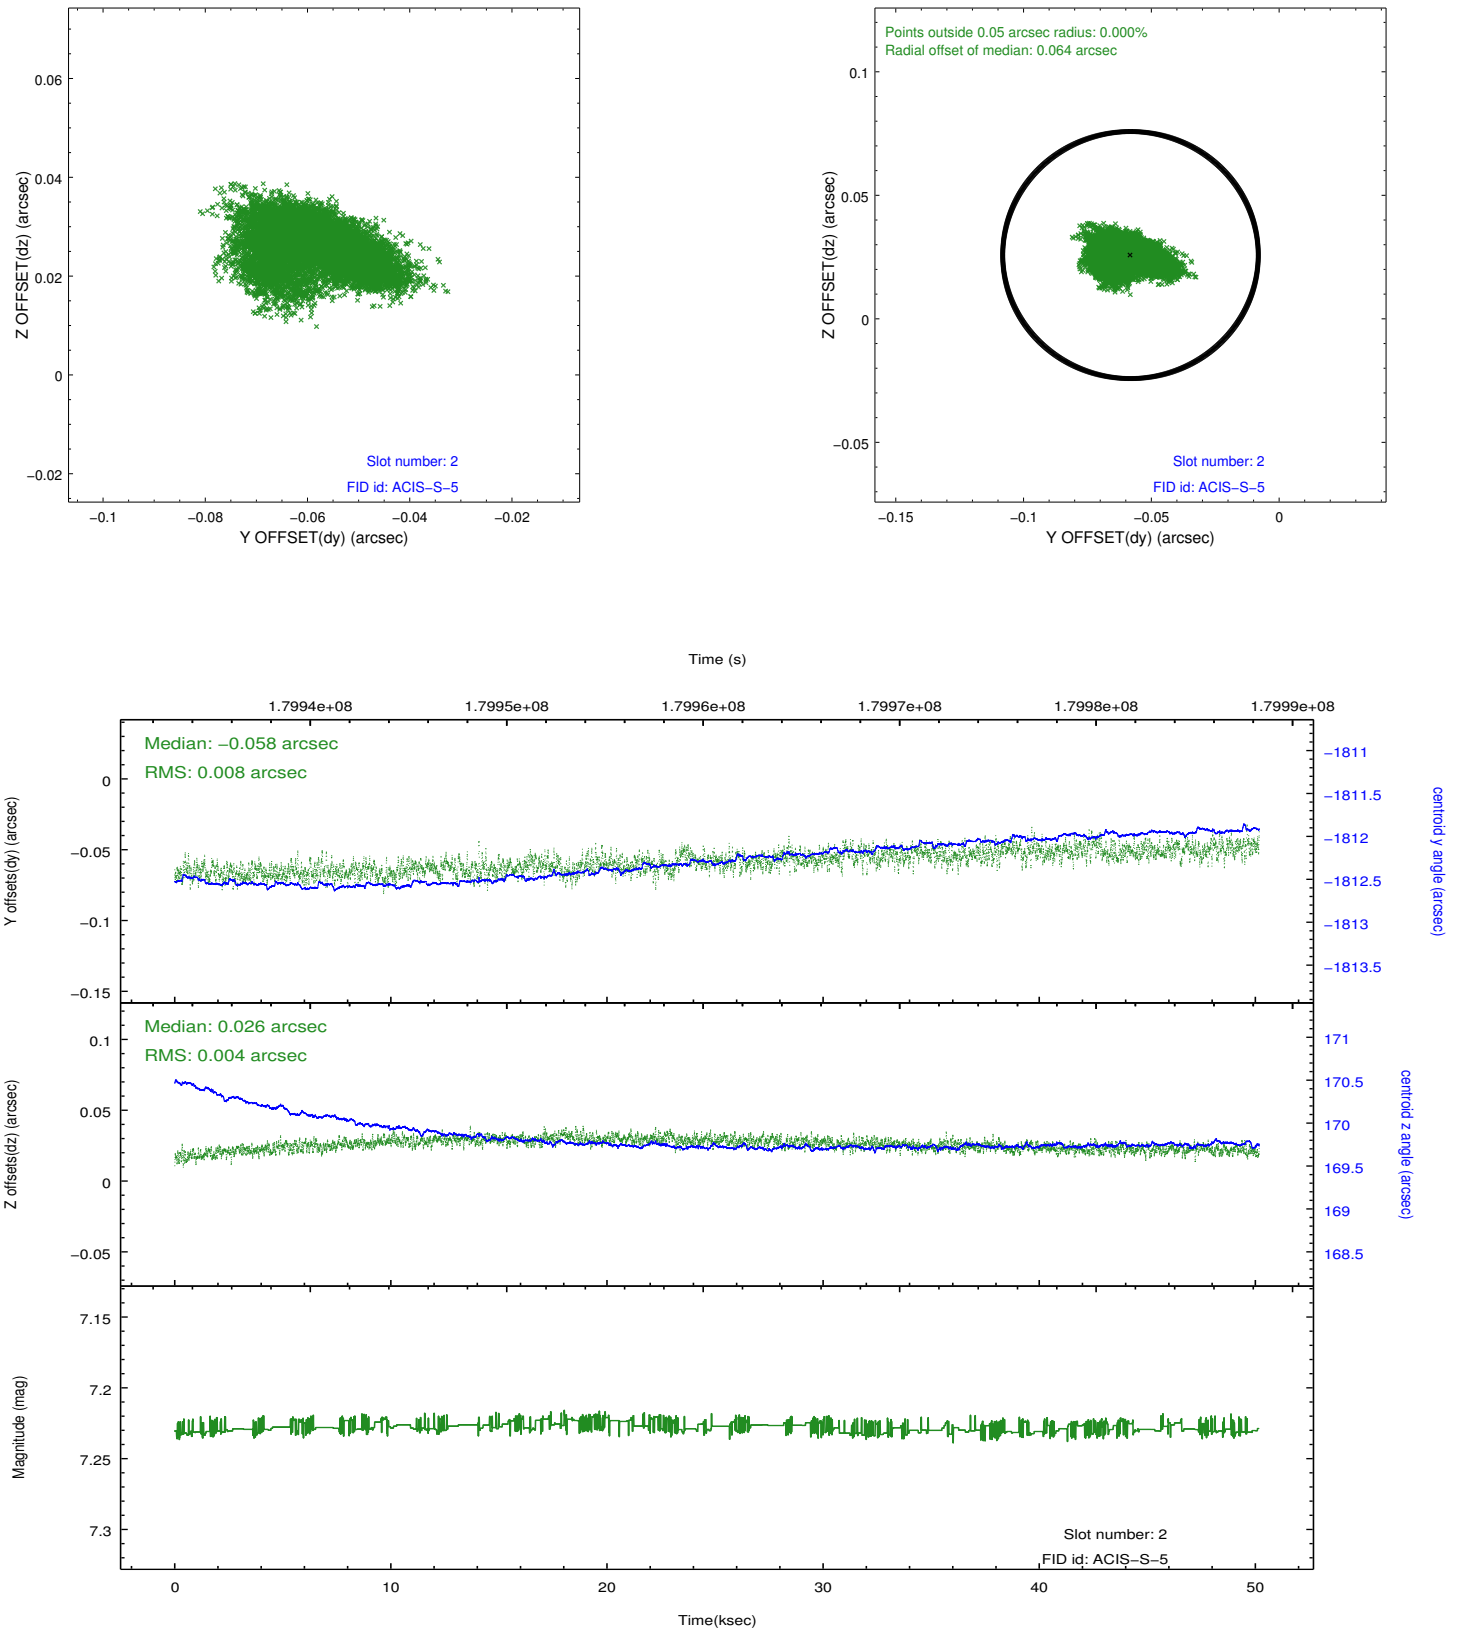 0.06
0.04
0.02
0
−0.02
Z OFFSET(dz) (arcsec)
Slot number: 2
FID id: ACIS−S−5
−0.1
−0.08
−0.06
−0.04
−0.02
Y OFFSET(dy) (arcsec)
Points outside 0.05 arcsec radius: 0.000%
Radial offset of median: 0.064 arcsec
0.1
0.05
0
−0.05
Z OFFSET(dz) (arcsec)
Slot number: 2
FID id: ACIS−S−5
−0.15
−0.1
−0.05
0
Y OFFSET(dy) (arcsec)
Time (s)
1.7994e+08
1.7995e+08
1.7996e+08
1.7997e+08
1.7998e+08
1.7999e+08
Median: −0.058 arcsec
RMS: 0.008 arcsec
0
−0.05
−0.1
−0.15
Y offsets(dy) (arcsec)
−1811
−1811.5
−1812
−1812.5
−1813
−1813.5
centroid y angle (arcsec)
Median: 0.026 arcsec
RMS: 0.004 arcsec
0.1
0.05
0
−0.05
Z offsets(dz) (arcsec)
171
170.5
170
169.5
169
168.5
centroid z angle (arcsec)
7.15
7.2
7.25
7.3
Magnitude (mag)
Slot number: 2
FID id: ACIS−S−5
0
10
20
30
40
50
Time(ksec)